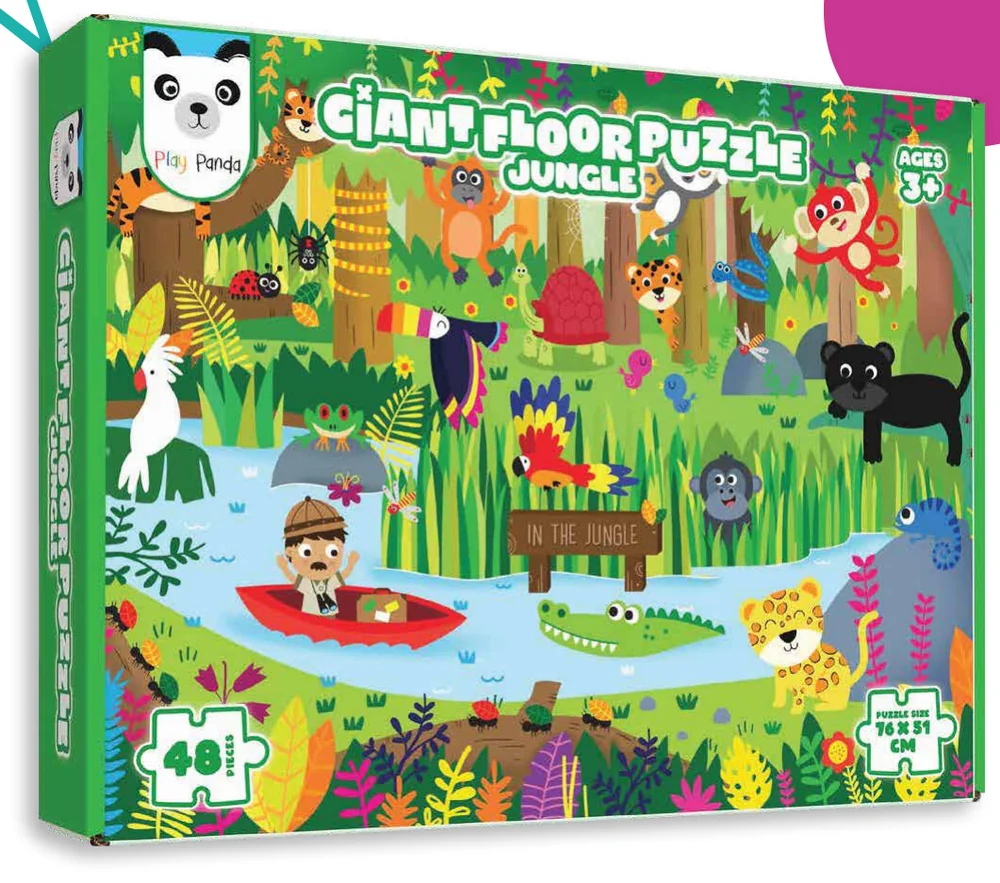 Play Panda
GIANT FLOOR PUZZLE
JUNGLE
AGES
3+
GIANT FLOOR PUZZLE
JUNGLE
IN THE JUNGLE
48
PIECES
PUZZLE SIZE
76 X 51
CM